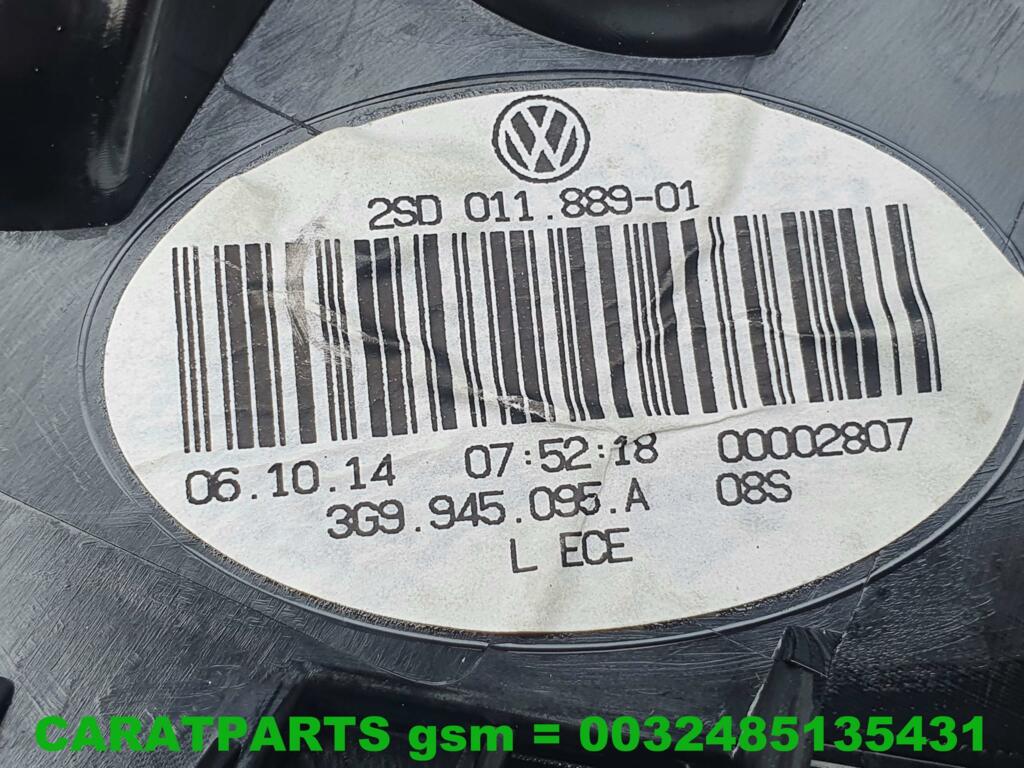 VW
2SD 011.889-01
06.10.14 07:52:18 00002807
3G9.945.095.A 08S
L ECE
CARATPARTS gsm = 0032485135431